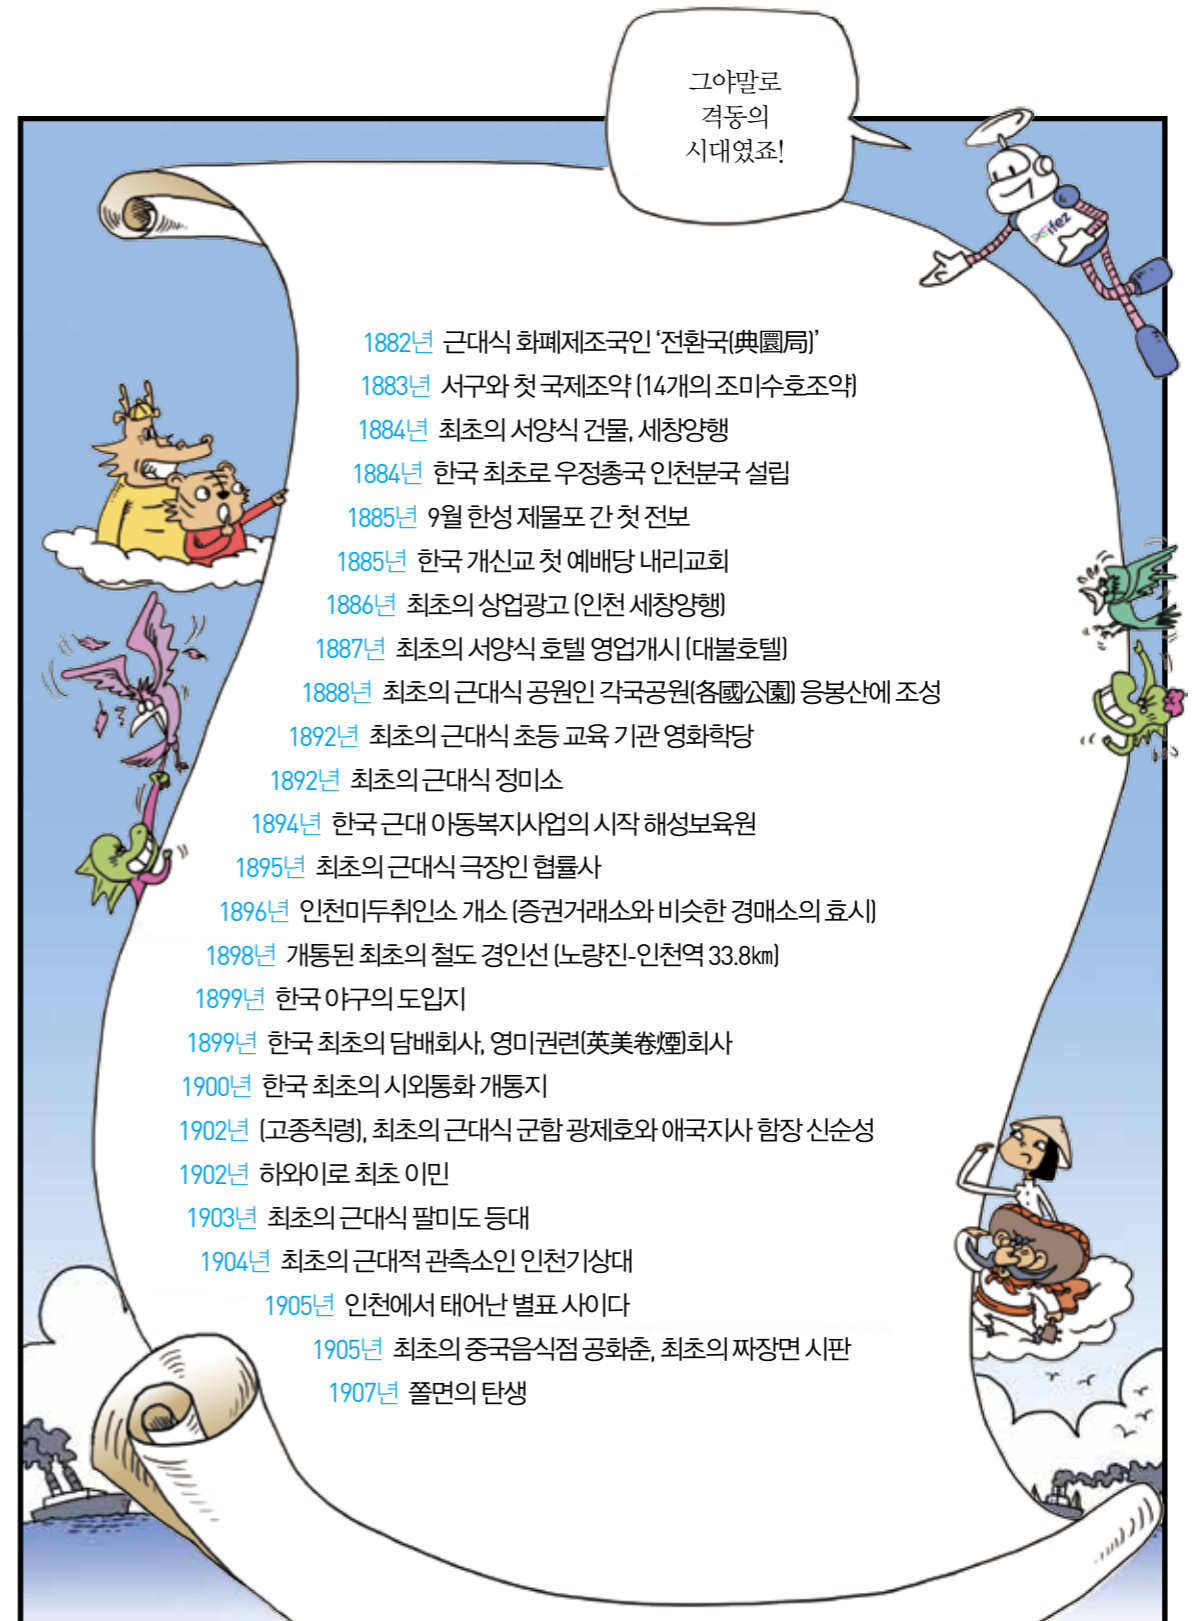 그야말로
격동의
시대였죠!
ifez
1882년 근대식 화폐제조국인 ‘전환국(典圜局)’
1883년 서구와 첫 국제조약 (14개의 조미수호조약)
1884년 최초의 서양식 건물, 세창양행
1884년 한국 최초로 우정총국 인천분국 설립
1885년 9월 한성 제물포 간 첫 전보
1885년 한국 개신교 첫 예배당 내리교회
1886년 최초의 상업광고 (인천 세창양행)
1887년 최초의 서양식 호텔 영업개시 (대불호텔)
1888년 최초의 근대식 공원인 각국공원(各國公園) 응봉산에 조성
1892년 최초의 근대식 초등 교육 기관 영화학당
1892년 최초의 근대식 정미소
1894년 한국 근대 아동복지사업의 시작 해성보육원
1895년 최초의 근대식 극장인 협률사
1896년 인천미두취인소 개소 (증권거래소와 비슷한 경매소의 효시)
1898년 개통된 최초의 철도 경인선 (노량진-인천역 33.8㎞)
1899년 한국 야구의 도입지
1899년 한국 최초의 담배회사, 영미권련(英美卷煙)회사
1900년 한국 최초의 시외통화 개통지
1902년 (고종칙령), 최초의 근대식 군함 광제호와 애국지사 함장 신순성
1902년 하와이로 최초 이민
1903년 최초의 근대식 팔미도 등대
1904년 최초의 근대적 관측소인 인천기상대
1905년 인천에서 태어난 별표 사이다
1905년 최초의 중국음식점 공화춘, 최초의 짜장면 시판
1907년 쫄면의 탄생